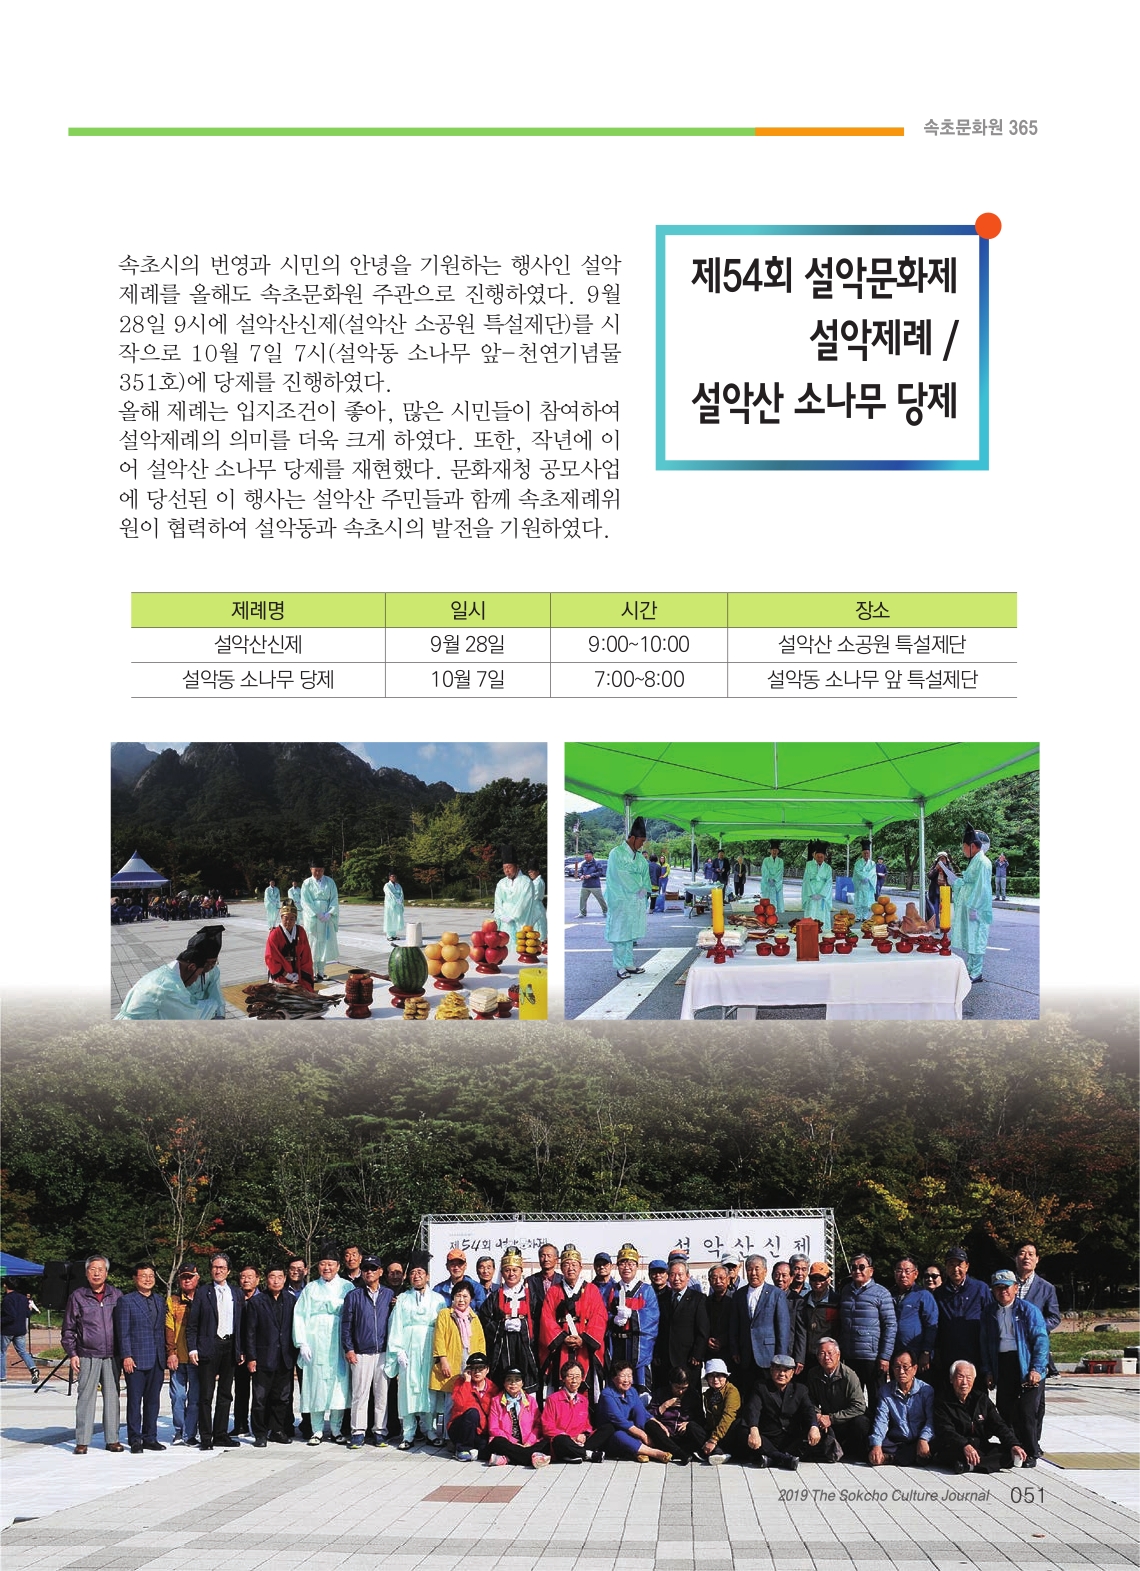 속초문화원 365
제54회 설악문화제
설악제례 /
설악산 소나무 당제
속초시의 번영과 시민의 안녕을 기원하는 행사인 설악
제례를 올해도 속초문화원 주관으로 진행하였다. 9월
28일 9시에 설악산신제(설악산 소공원 특설제단)를 시
작으로 10월 7일 7시(설악동 소나무 앞-천연기념물
351호)에 당제를 진행하였다.
올해 제례는 입지조건이 좋아, 많은 시민들이 참여하여
설악제례의 의미를 더욱 크게 하였다. 또한, 작년에 이
어 설악산 소나무 당제를 재현했다. 문화재청 공모사업
에 당선된 이 행사는 설악산 주민들과 함께 속초제례위
원이 협력하여 설악동과 속초시의 발전을 기원하였다.
제례명 일시 시간 장소
설악산신제 9월 28일 9:00~10:00 설악산 소공원 특설제단
설악동 소나무 당제 10월 7일 7:00~8:00 설악동 소나무 앞 특설제단
제54회 설악문화제
설악산신제
2019 The Sokcho Culture Journal 051